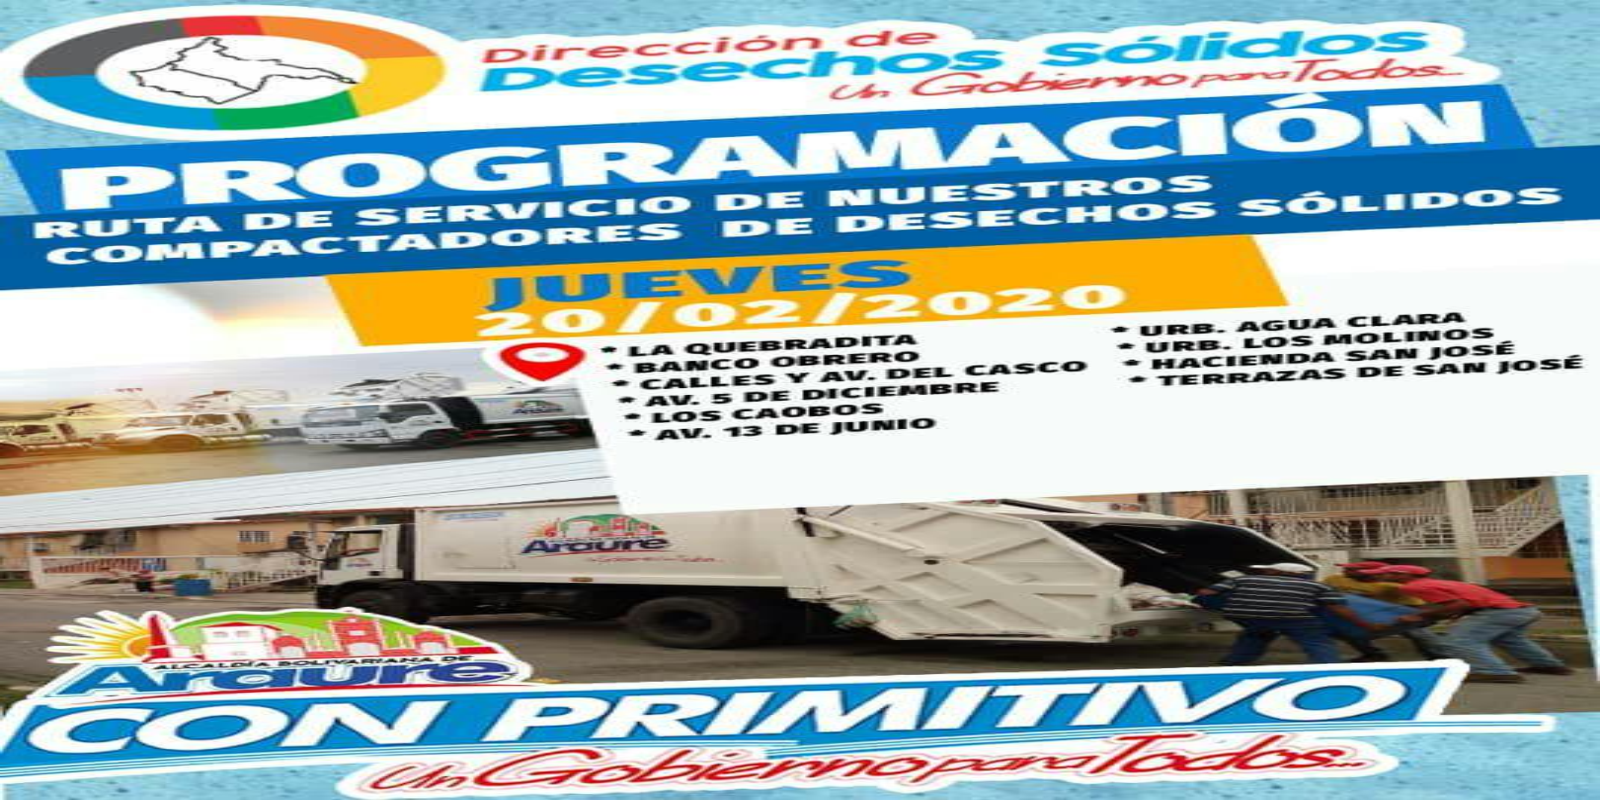 Dirección de
Desechos Sólidos
Un Gobierno para Todos...
PROGRAMACIÓN
RUTA DE SERVICIO DE NUESTROS
COMPACTADORES DE DESECHOS SÓLIDOS
JUEVES
20/02/2020
* LA QUEBRADITA
* BANCO OBRERO
* CALLES Y AV. DEL CASCO
* AV. 5 DE DICIEMBRE
* LOS CAOBOS
* AV. 13 DE JUNIO
* URB. AGUA CLARA
* URB. LOS MOLINOS
* HACIENDA SAN JOSÉ
* TERRAZAS DE SAN JOSÉ
Araure
Araure
ALCALDÍA BOLIVARIANA DE
Araure
CON PRIMITIVO
Un Gobierno para Todos...